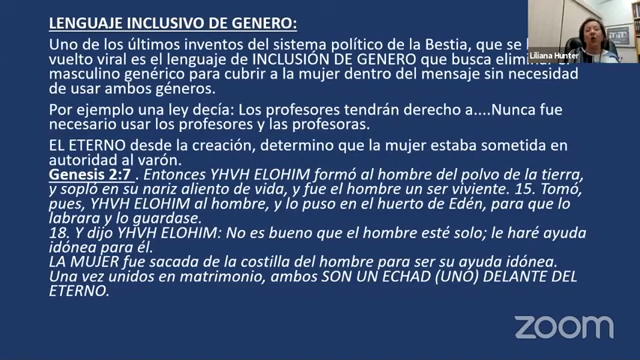 LENGUAJE INCLUSIVO DE GENERO:
Uno de los últimos inventos del sistema político de la Bestia, que se
vuelto viral es el lenguaje de INCLUSIÓN DE GENERO que busca
masculino genérico para cubrir a la mujer dentro del mensaje sin necesidad
de usar ambos géneros.
Por ejemplo una ley decía: Los profesores tendrán derecho a....Nunca fue
necesario usar los profesores y las profesoras.
EL ETERNO desde la creación, determino que la mujer estaba sometida en
autoridad al varón.
Genesis 2:7 . Entonces YHVH ELOHIM formó al hombre del polvo de la tierra,
y sopló en su nariz aliento de vida, y fue el hombre un ser viviente. 15. Tomó,
pues, YHVH ELOHIM al hombre, y lo puso en el huerto de Edén, para que lo
labrara y lo guardase.
18. Y dijo YHVH ELOHIM: No es bueno que el hombre esté solo; le haré ayuda
idónea para él.
LA MUJER fue sacada de la costilla del hombre para ser su ayuda idónea.
Una vez unidos en matrimonio, ambos SON UN ECHAD (UNO) DELANTE DEL
ETERNO.
Liliana Hunter
zoom